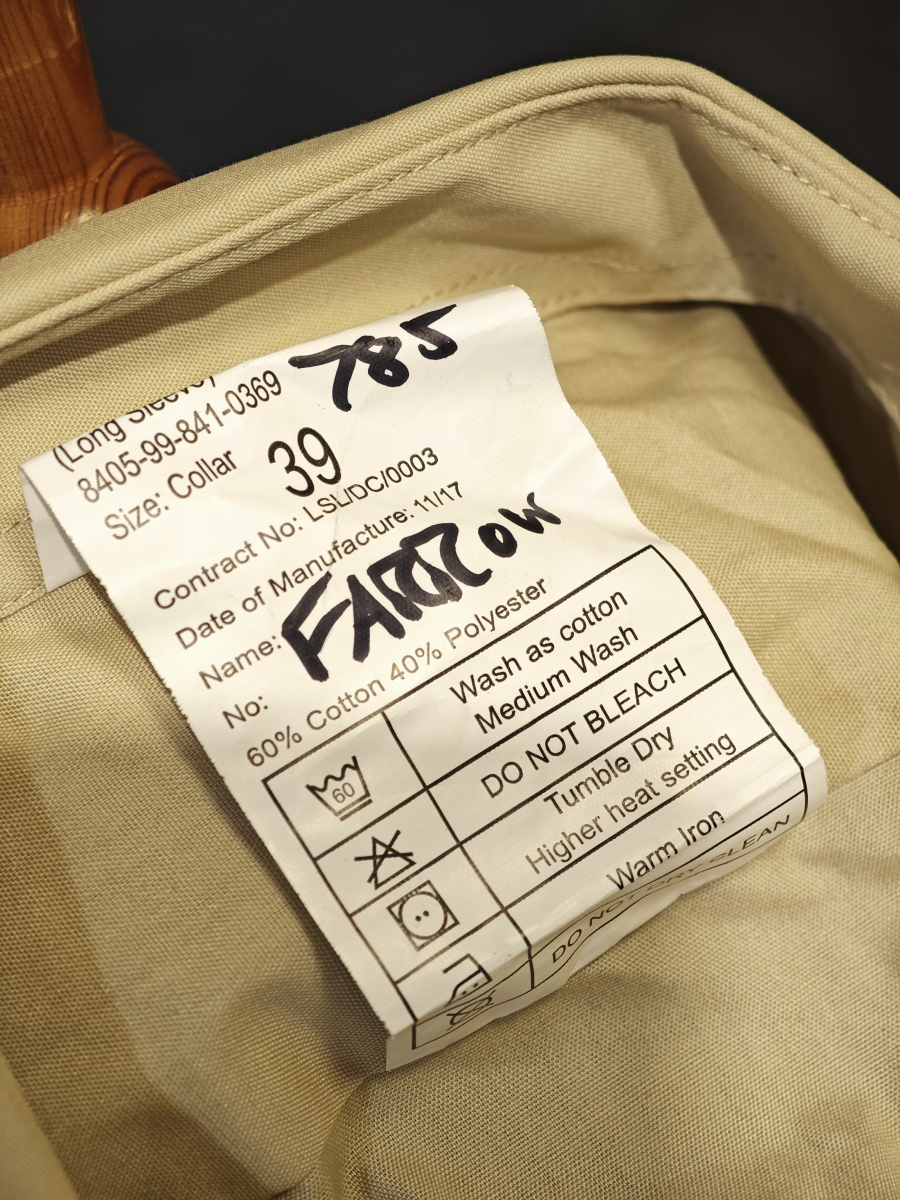 (Long Sleeve)
785
8405-99-841-0369
Size: Collar 39
Contract No: LSL/DC/0003
Date of Manufacture: 11/17
Name: FARROW
No:
60% Cotton 40% Polyester
Wash as cotton
Medium Wash
60
DO NOT BLEACH
Tumble Dry
Higher heat setting
Warm Iron
DO NOT DRY CLEAN